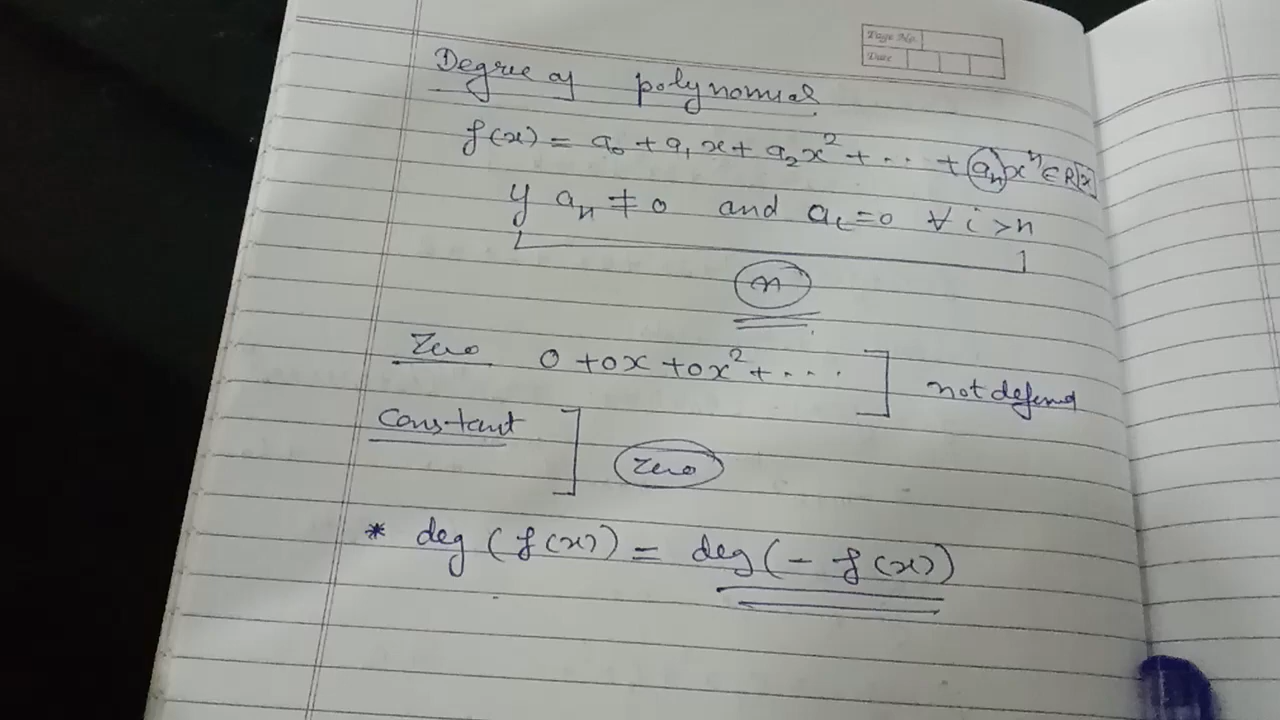 Page No.
Date
Degree of polynomial
f(x) = a₀ + a₁x + a₂x² + ... + aₙxⁿ ∈ R[x]
if aₙ ≠ 0 and aᵢ = 0 ∀ i > n
n
Zero 0 + 0x + 0x² + .... ] not defined
Constant ] Zero
* deg (f(x)) = deg (- f(x))